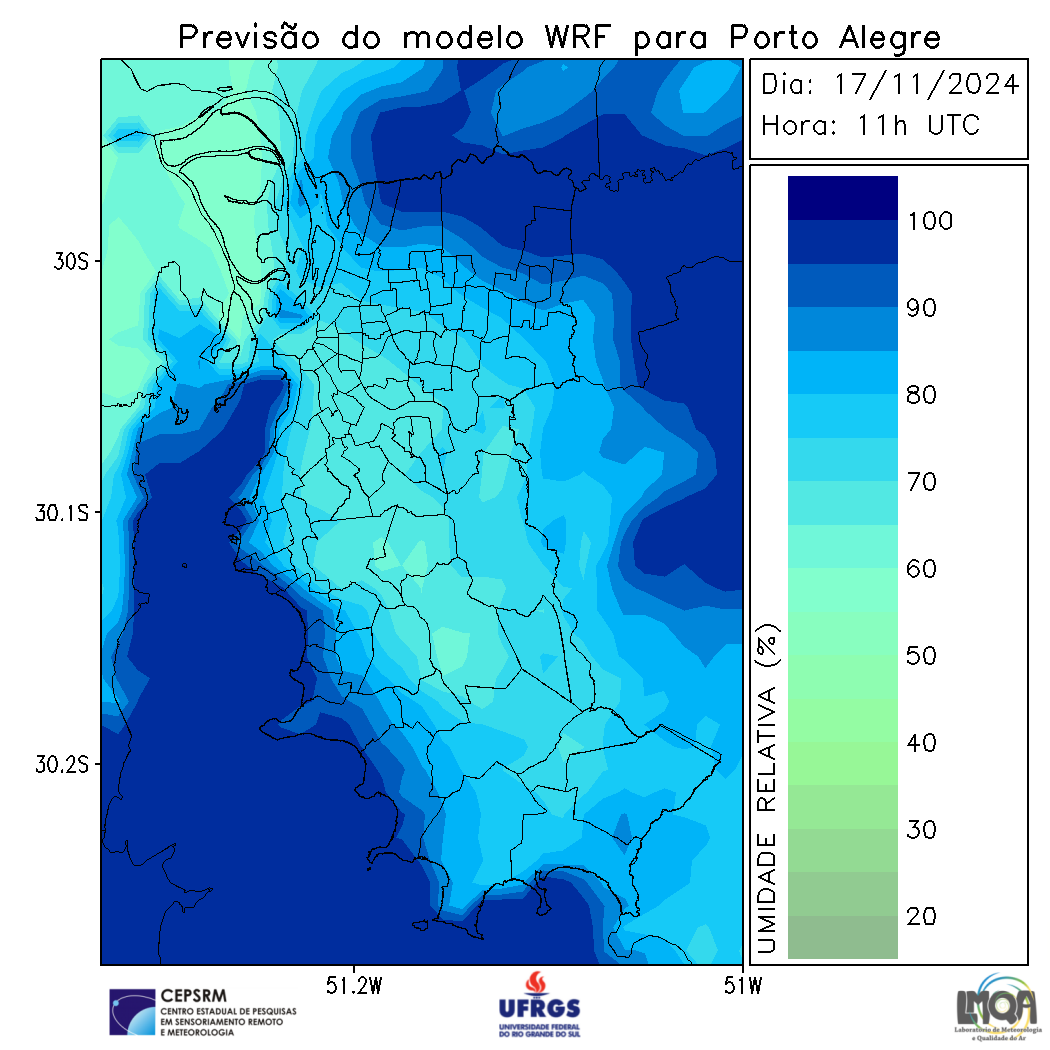 Previsão do modelo WRF para Porto Alegre
Dia: 17/11/2024
Hora: 11h UTC
30S
30.1S
30.2S
51.2W
51W
UMIDADE RELATIVA (%)
100
90
80
70
60
50
40
30
20
CEPSRM
CENTRO ESTADUAL DE PESQUISAS
EM SENSORIAMENTO REMOTO
E METEOROLOGIA
UFRGS
UNIVERSIDADE FEDERAL
DO RIO GRANDE DO SUL
LMQA
Laboratório de Meteorologia
e Qualidade do Ar